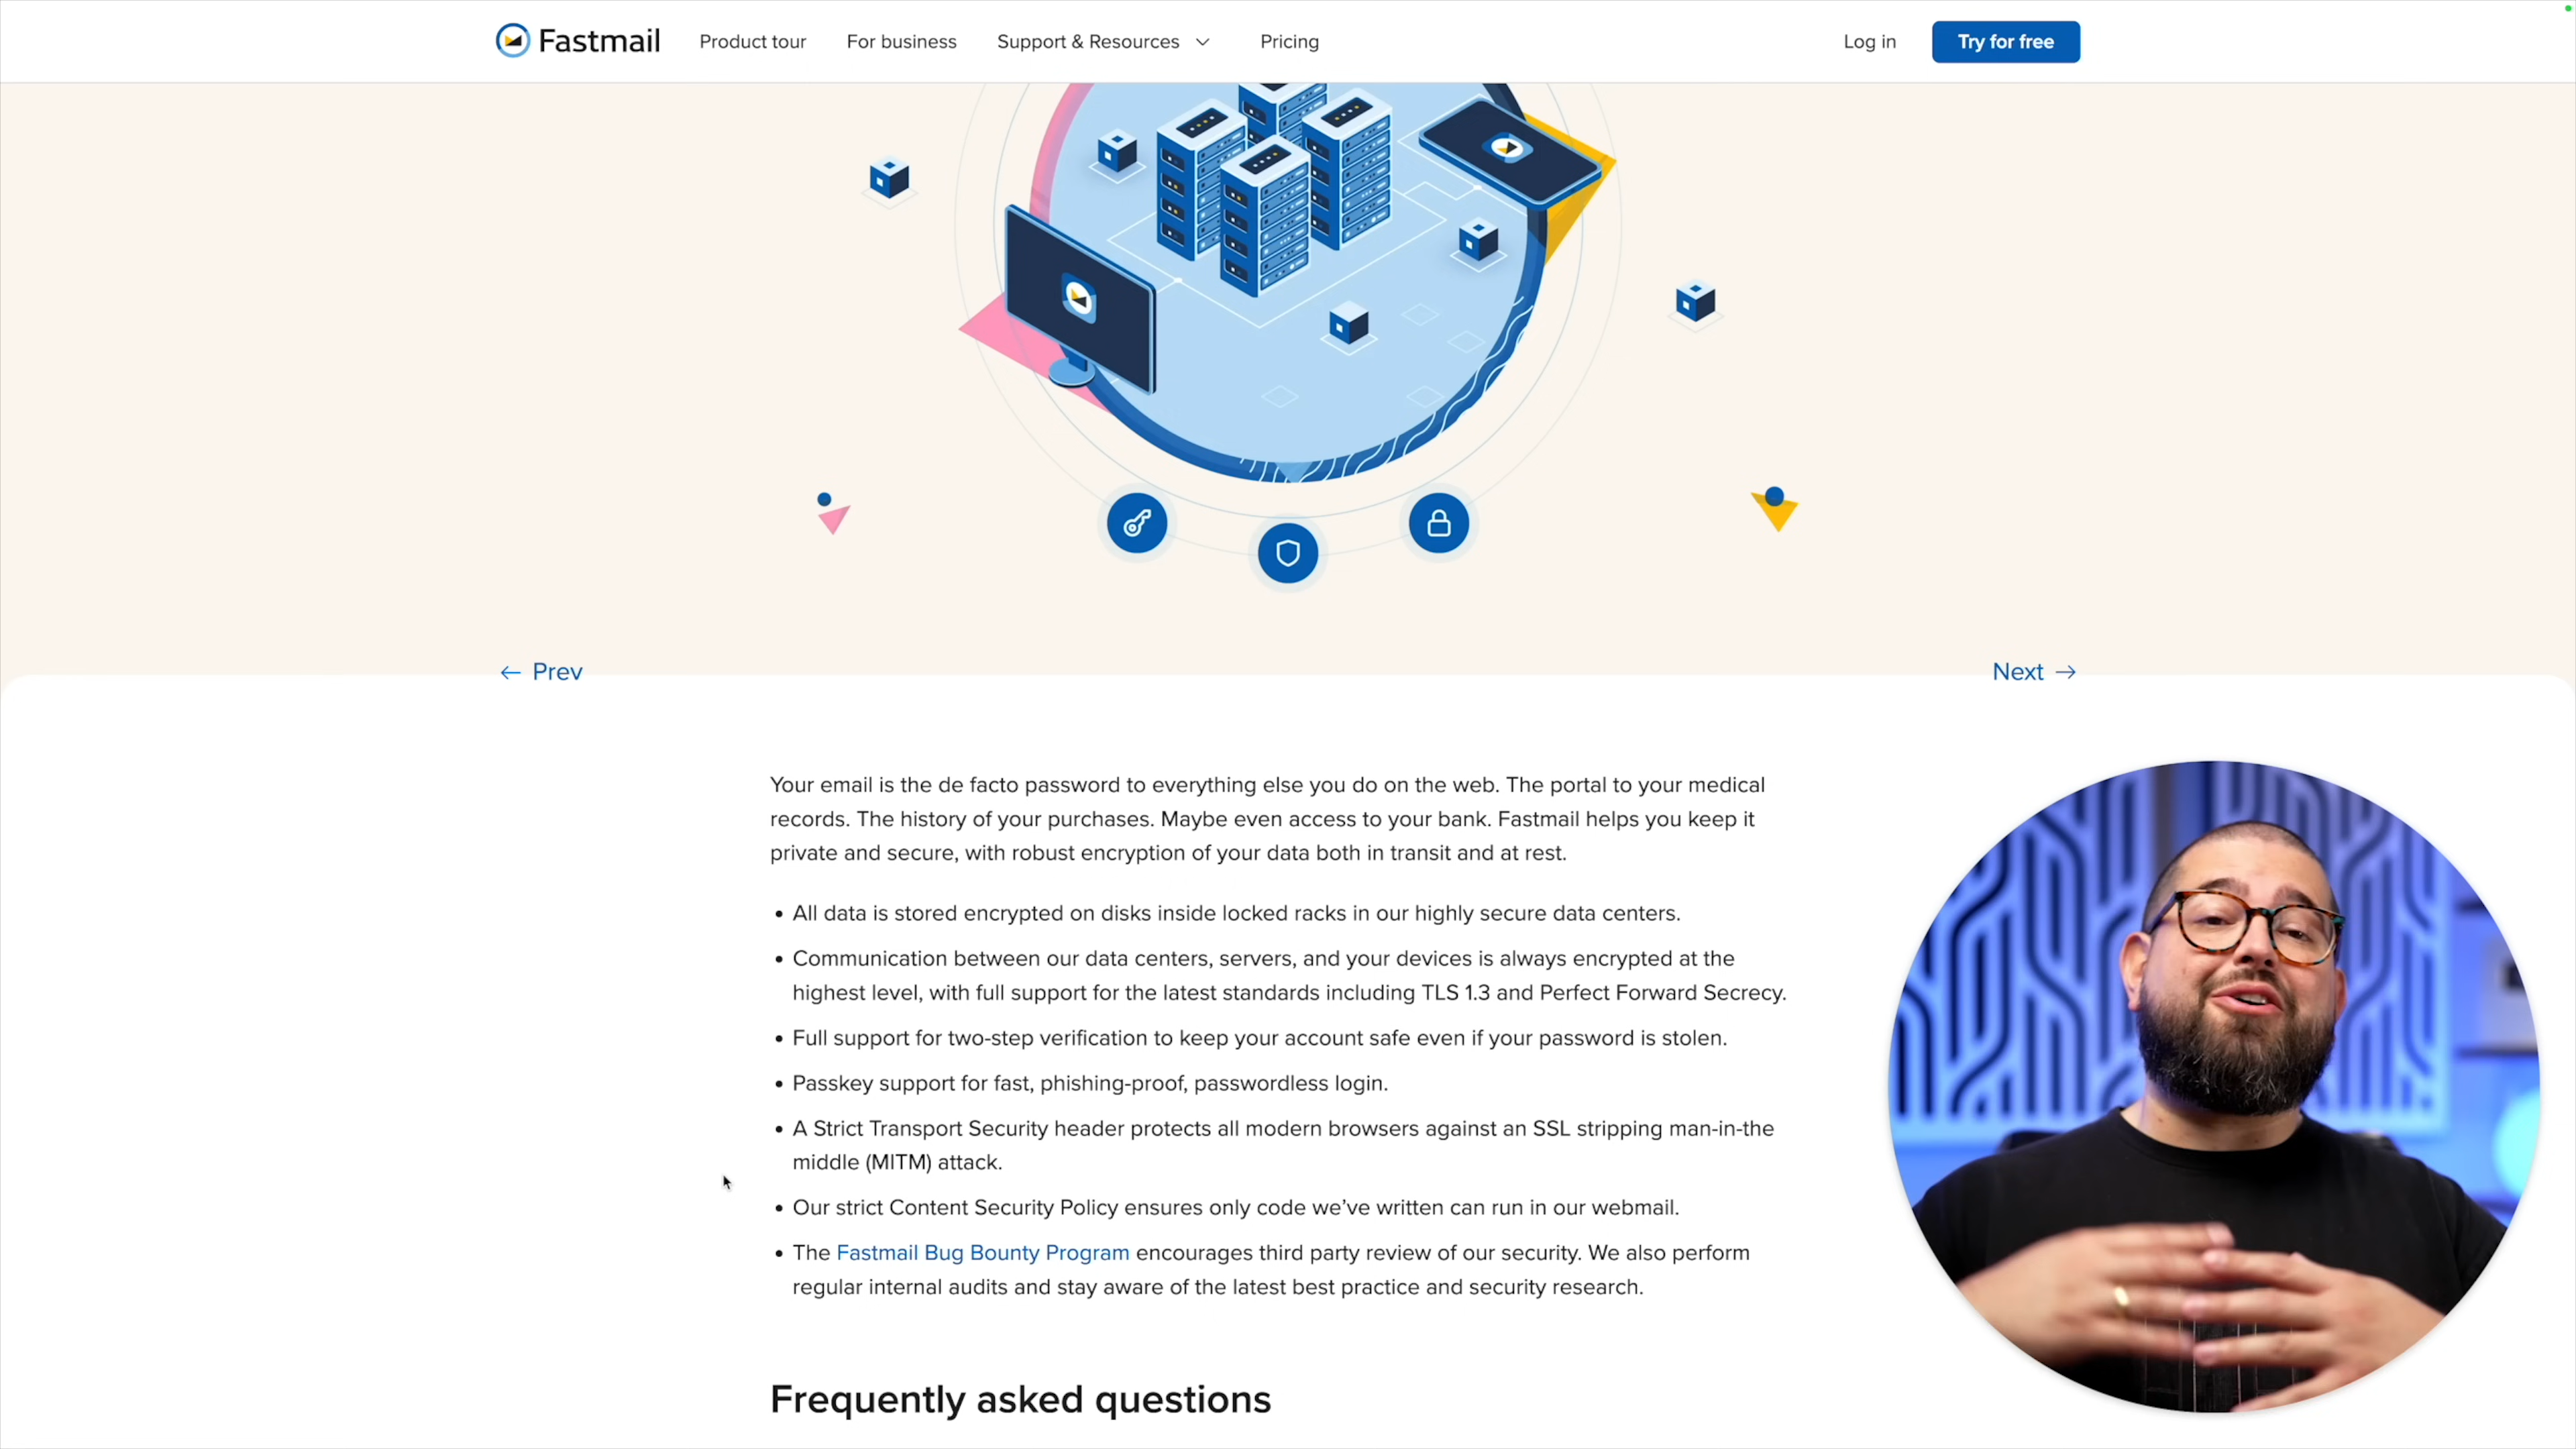 Fastmail
Product tour
For business
Support & Resources
Pricing
Log in
Try for free
← Prev
Next →
Your email is the de facto password to everything else you do on the web. The portal to your medical
records. The history of your purchases. Maybe even access to your bank. Fastmail helps you keep it
private and secure, with robust encryption of your data both in transit and at rest.
• All data is stored encrypted on disks inside locked racks in our highly secure data centers.
• Communication between our data centers, servers, and your devices is always encrypted at the
highest level, with full support for the latest standards including TLS 1.3 and Perfect Forward Secrecy.
• Full support for two-step verification to keep your account safe even if your password is stolen.
• Passkey support for fast, phishing-proof, passwordless login.
• A Strict Transport Security header protects all modern browsers against an SSL stripping man-in-the
middle (MITM) attack.
• Our strict Content Security Policy ensures only code we’ve written can run in our webmail.
• The Fastmail Bug Bounty Program encourages third party review of our security. We also perform
regular internal audits and stay aware of the latest best practice and security research.
Frequently asked questions